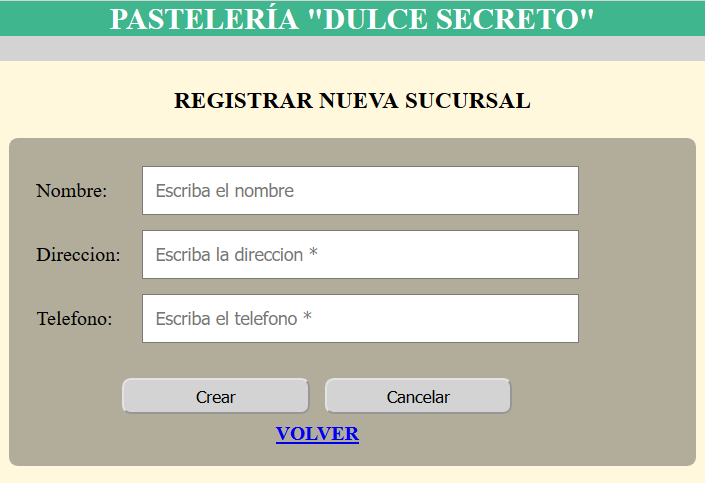 PASTELERÍA "DULCE SECRETO"
REGISTRAR NUEVA SUCURSAL
Nombre: Escriba el nombre
Direccion: Escriba la direccion *
Telefono: Escriba el telefono *
Crear Cancelar
VOLVER